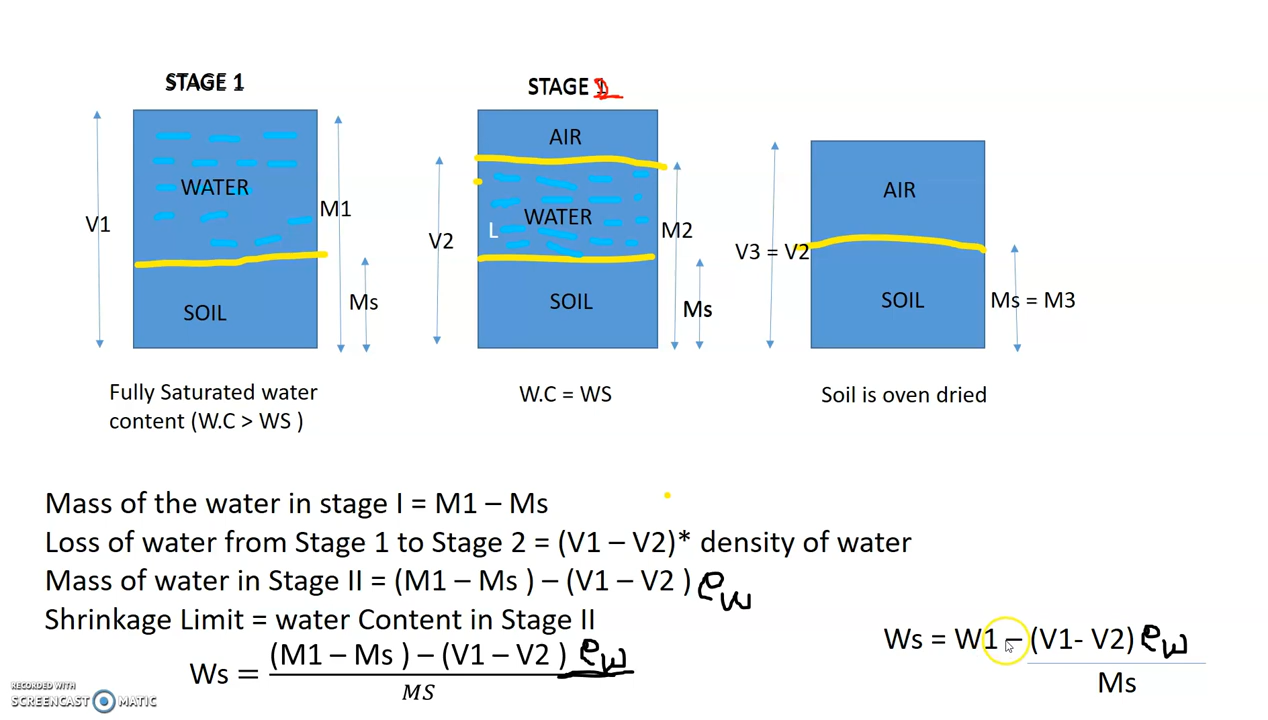 STAGE 1
STAGE 2
AIR
WATER
V1
M1
SOIL
Ms
AIR
WATER
L
V2
M2
SOIL
Ms
AIR
V3 = V2
SOIL
Ms = M3
Fully Saturated water
content (W.C > WS )
W.C = WS
Soil is oven dried
Mass of the water in stage I = M1 – Ms
Loss of water from Stage 1 to Stage 2 = (V1 – V2)* density of water
Mass of water in Stage II = (M1 – Ms ) – (V1 – V2 ) ρw
Shrinkage Limit = water Content in Stage II
Ws = (M1 – Ms ) – (V1 – V2 ) ρw
MS
Ws = W1 – (V1- V2) ρw
Ms
RECORDED WITH
SCREENCAST MATIC